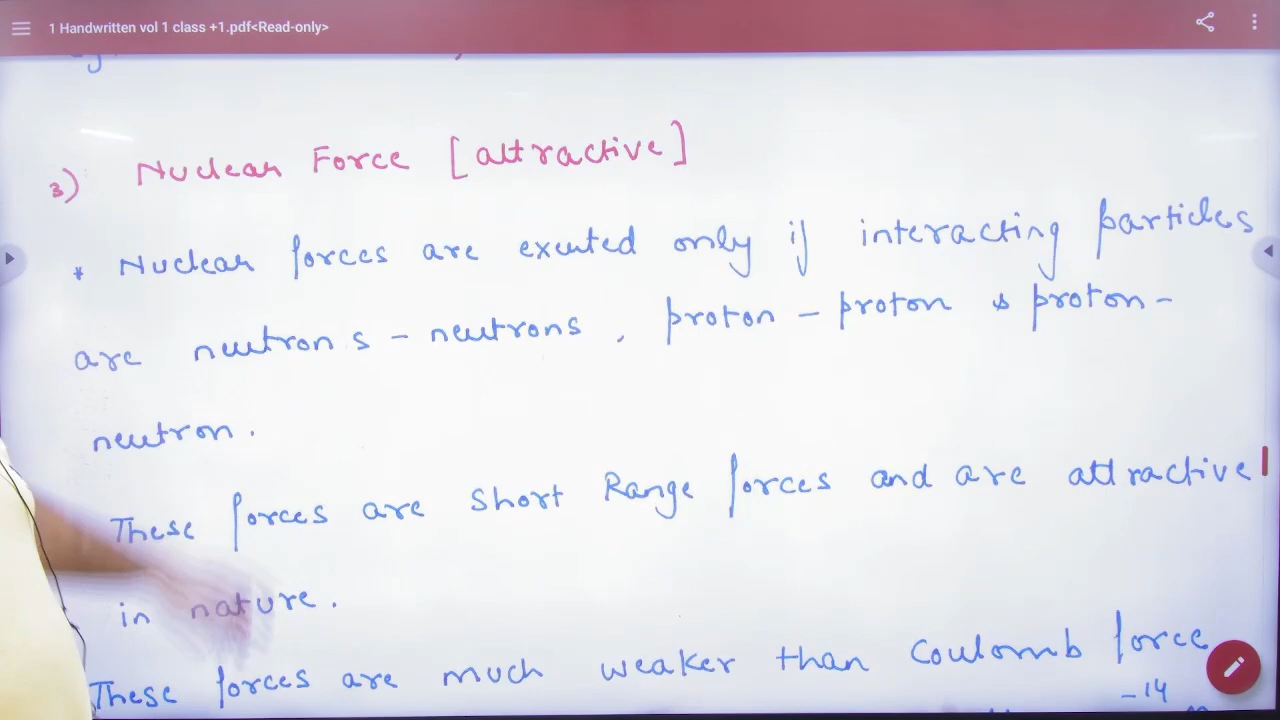 1 Handwritten vol 1 class +1.pdf<Read-only>
3) Nuclear Force [attractive]
* Nuclear forces are exerted only if interacting particles
are neutrons - neutrons, proton - proton & proton -
neutron.
These forces are Short Range forces and are attractive
in nature.
These forces are much weaker than Coulomb force
-14